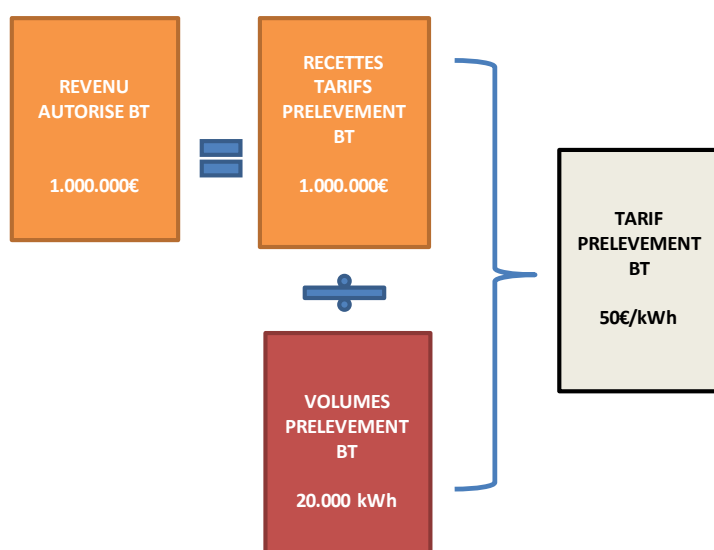 REVENU
AUTORISE BT
1.000.000€
RECETTES
TARIFS
PRELEVEMENT
BT
1.000.000€
TARIF
PRELEVEMENT
BT
50€/kWh
VOLUMES
PRELEVEMENT
BT
20.000 kWh